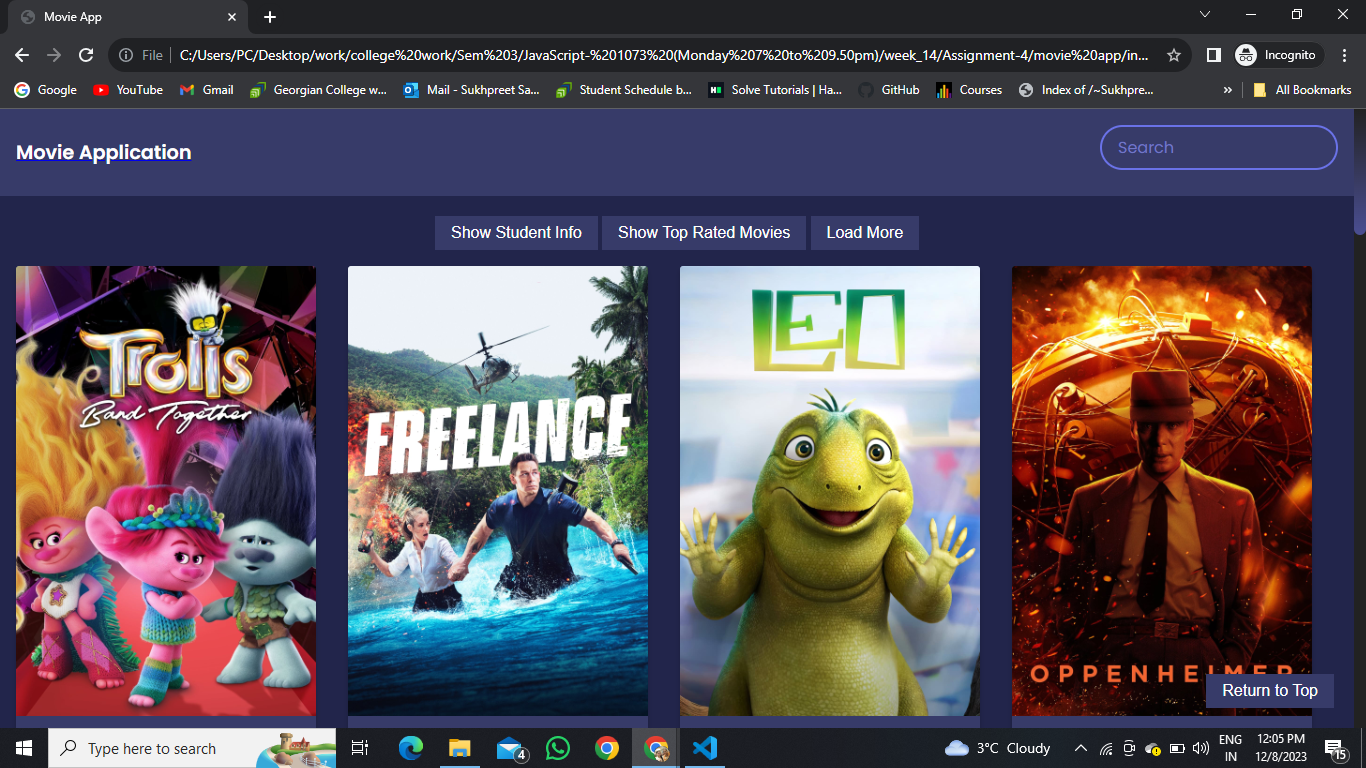 Movie App
File
C:/Users/PC/Desktop/work/college%20work/Sem%203/JavaScript-%201073%20(Monday%207%20to%209.50pm)/week_14/Assignment-4/movie%20app/in...
Incognito
Google YouTube Gmail Georgian College w... Mail - Sukhpreet Sa... Student Schedule b... Solve Tutorials | Ha... GitHub Courses Index of /~Sukhpre... » All Bookmarks
Movie Application
Search
Show Student Info Show Top Rated Movies Load More
Trolls
Band Together
FREELANCE
LEO
OPPENHEIMER
Return to Top
Type here to search
4
3°C Cloudy
ENG
IN
12:05 PM
12/8/2023
15